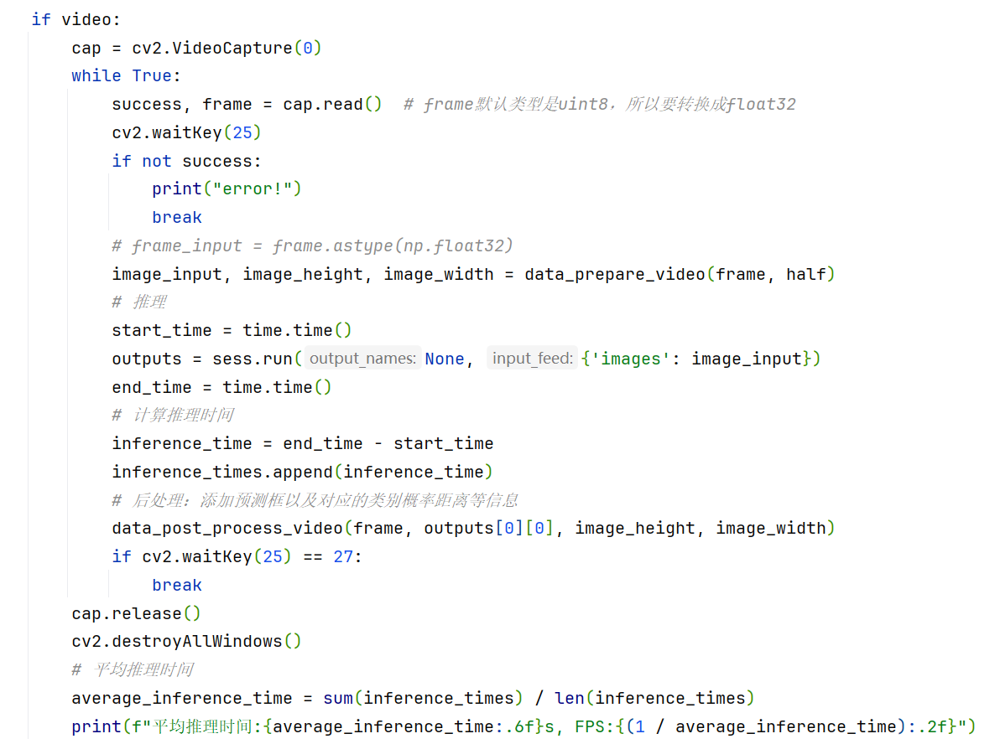 if video:
    cap = cv2.VideoCapture(0)
    while True:
        success, frame = cap.read()  # frame默认类型是uint8，所以要转换成float32
        cv2.waitKey(25)
        if not success:
            print("error!")
            break
        # frame_input = frame.astype(np.float32)
        image_input, image_height, image_width = data_prepare_video(frame, half)
        # 推理
        start_time = time.time()
        outputs = sess.run( output_names: None,  input_feed: {'images': image_input})
        end_time = time.time()
        # 计算推理时间
        inference_time = end_time - start_time
        inference_times.append(inference_time)
        # 后处理：添加预测框以及对应的类别概率距离等信息
        data_post_process_video(frame, outputs[0][0], image_height, image_width)
        if cv2.waitKey(25) == 27:
            break
    cap.release()
    cv2.destroyAllWindows()
    # 平均推理时间
    average_inference_time = sum(inference_times) / len(inference_times)
    print(f"平均推理时间:{average_inference_time:.6f}s, FPS:{(1 / average_inference_time):.2f}")